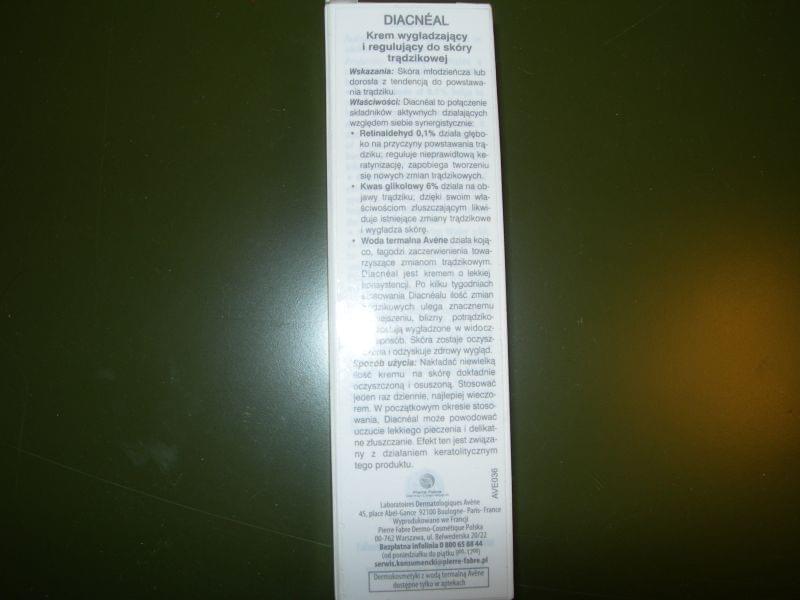 DIACNÉAL
Krem wygładzający
i regulujący do skóry
trądzikowej
Wskazania: Skóra młodzieńcza lub
dorosła z tendencją do powstawa-
nia trądziku.
Właściwości: Diacnéal to połączenie
składników aktywnych działających
względem siebie synergistycznie:
• Retinaldehyd 0,1% działa głębo-
ko na przyczyny powstawania trą-
dziku; reguluje nieprawidłową ke-
ratynizację, zapobiega tworzeniu
się nowych zmian trądzikowych.
• Kwas glikolowy 6% działa na ob-
jawy trądziku; dzięki swoim wła-
ściwościom złuszczającym likwi-
duje istniejące zmiany trądzikowe
i wygładza skórę.
• Woda termalna Avène działa koją-
co, łagodzi zaczerwienienia towa-
rzyszące zmianom trądzikowym.
Diacnéal jest kremem o lekkiej
konsystencji. Po kilku tygodniach
stosowania Diacnéalu ilość zmian
trądzikowych ulega znacznemu
blizny potrądziko-
wygładzone w widocz-
sposób. Skóra zostaje oczysz-
i odzyskuje zdrowy wygląd.
Sposób użycia: Nakładać niewielką
ilość kremu na skórę dokładnie
oczyszczoną i osuszoną. Stosować
jeden raz dziennie, najlepiej wieczo-
rem. W początkowym okresie stoso-
wania, Diacnéal może powodować
uczucie lekkiego pieczenia i delikat-
ne złuszczanie. Efekt ten jest związa-
ny z działaniem keratolitycznym
tego produktu.
AVE036
Pierre Fabre
Laboratoires Dermatologiques Avène
45, place Abel-Gance 92100 Boulogne- Paris- France
Wyprodukowano we Francji
Pierre Fabre Dermo-Cosmétique Polska
00-762 Warszawa, ul. Belwederska 20/22
Bezpłatna infolinia 0 800 65 88 44
(od poniedziałku do piątku 9⁰⁰- 17⁰⁰)
serwis.konsumencki@pierre-fabre.pl
Dermokosmetyki z wodą termalną Avène
dostępne tylko w aptekach